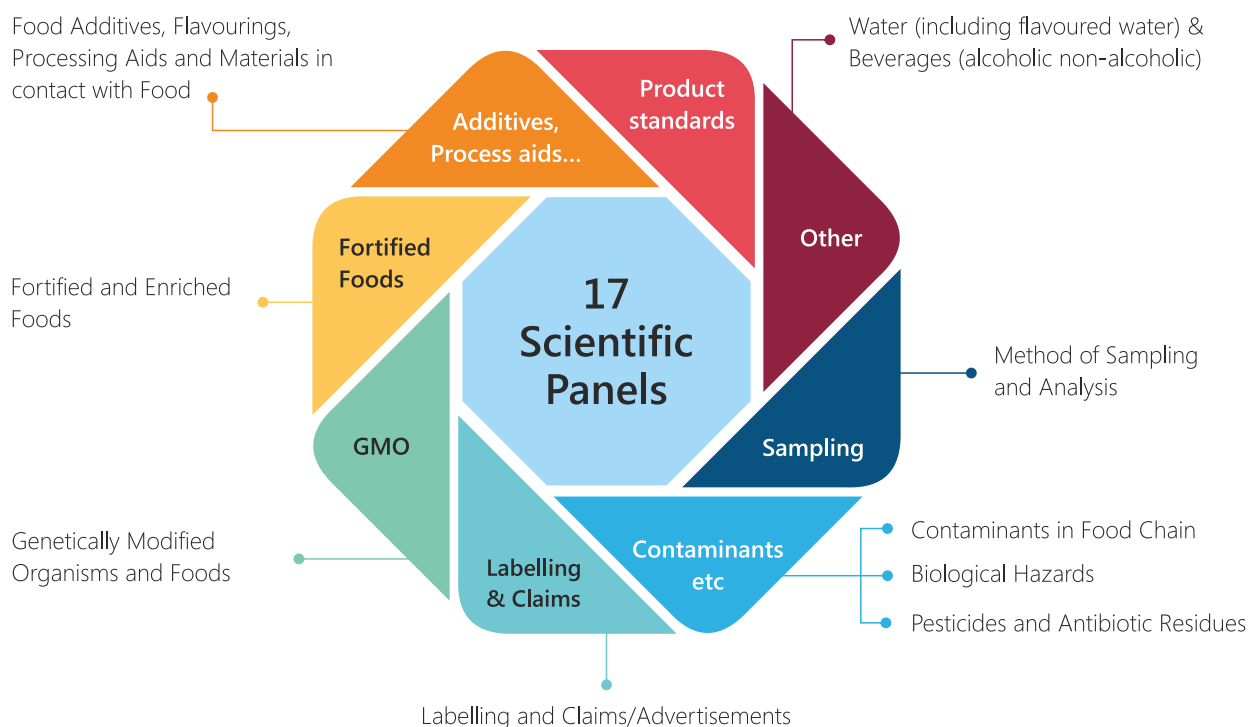 Food Additives, Flavourings,
Processing Aids and Materials in
contact with Food
Water (including flavoured water) &
Beverages (alcoholic non-alcoholic)
Product
standards
Additives,
Process aids...
Other
Fortified
Foods
17
Scientific
Panels
Fortified and Enriched
Foods
Method of Sampling
and Analysis
GMO
Sampling
Genetically Modified
Organisms and Foods
Labelling
& Claims
Contaminants
etc
Contaminants in Food Chain
Biological Hazards
Pesticides and Antibiotic Residues
Labelling and Claims/Advertisements